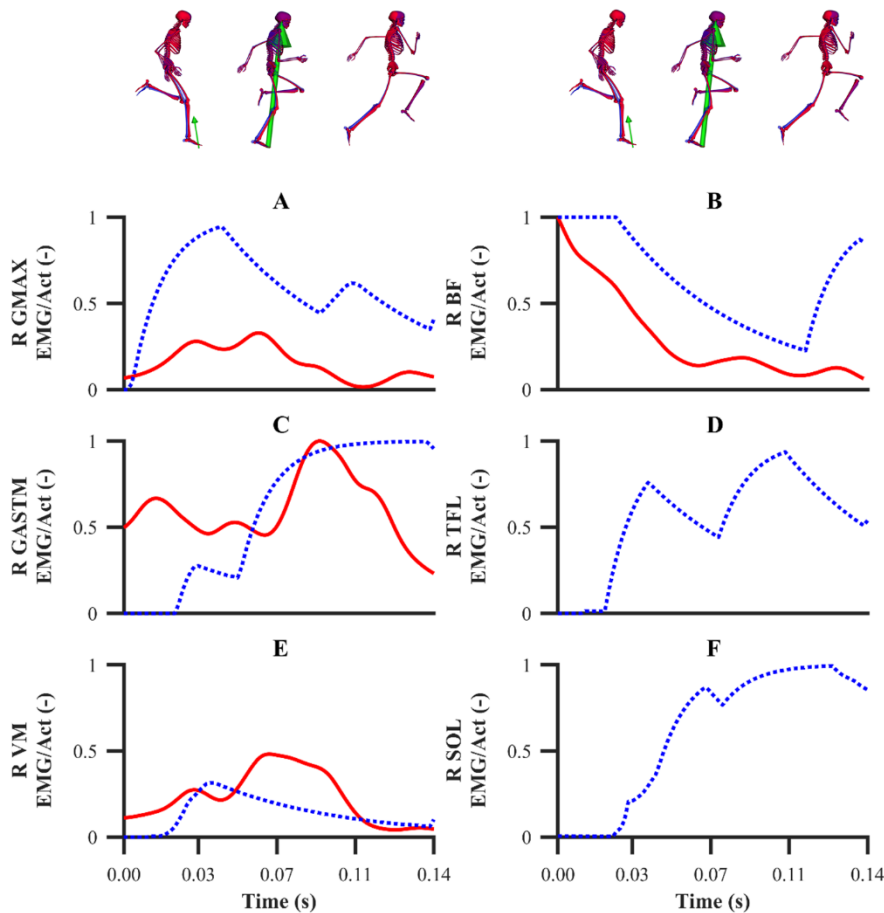 A
B
R GMAX
EMG/Act (-)
1
0.5
0
R BF
EMG/Act (-)
1
0.5
0
C
D
R GASTM
EMG/Act (-)
1
0.5
0
R TFL
EMG/Act (-)
1
0.5
0
E
F
R VM
EMG/Act (-)
1
0.5
0
R SOL
EMG/Act (-)
1
0.5
0
0.00 0.03 0.07 0.11 0.14
Time (s)
0.00 0.03 0.07 0.11 0.14
Time (s)